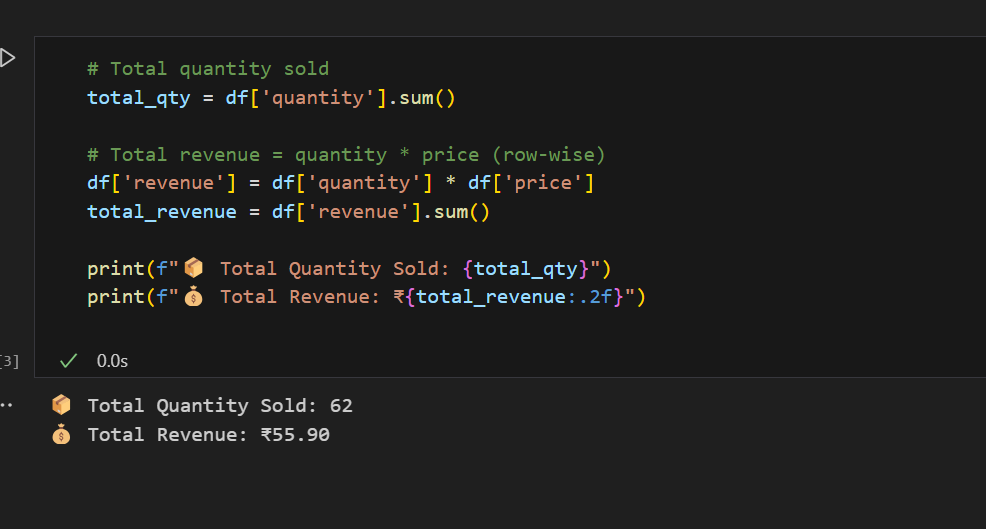 # Total quantity sold
total_qty = df['quantity'].sum()
# Total revenue = quantity * price (row-wise)
df['revenue'] = df['quantity'] * df['price']
total_revenue = df['revenue'].sum()
print(f"📦 Total Quantity Sold: {total_qty}")
print(f"💰 Total Revenue: ₹{total_revenue:.2f}")
[3]
0.0s
📦 Total Quantity Sold: 62
💰 Total Revenue: ₹55.90